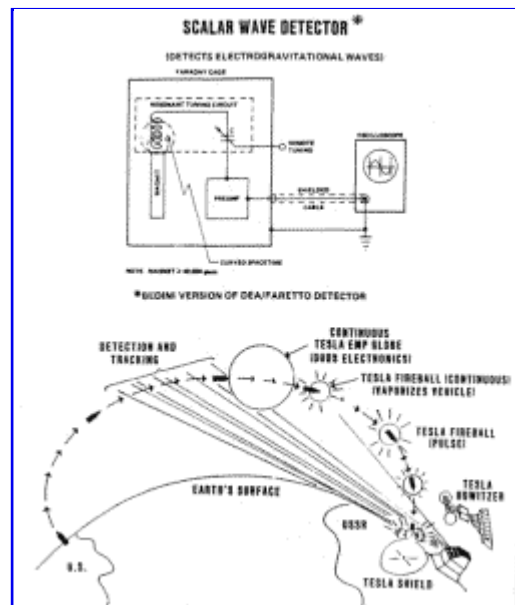 SCALAR WAVE DETECTOR*
(DETECTS ELECTROGRAVITATIONAL WAVES)
FARADAY CAGE
RESONANT TUNING CIRCUIT
REMOTE
TUNING
OSCILLOSCOPE
MAGNET
PREAMP
SHIELDED
CABLE
CURVED SPACETIME
NOTE: MAGNET
*BEDINI VERSION OF DEA/FARETTO DETECTOR
DETECTION AND
TRACKING
CONTINUOUS
TESLA EMP GLOBE
(DUDS ELECTRONICS)
TESLA FIREBALL (CONTINUOUS)
(VAPORIZES VEHICLE)
TESLA FIREBALL
(PULSE)
TESLA
HOWITZER
EARTH'S SURFACE
USSR
U.S.
TESLA SHIELD